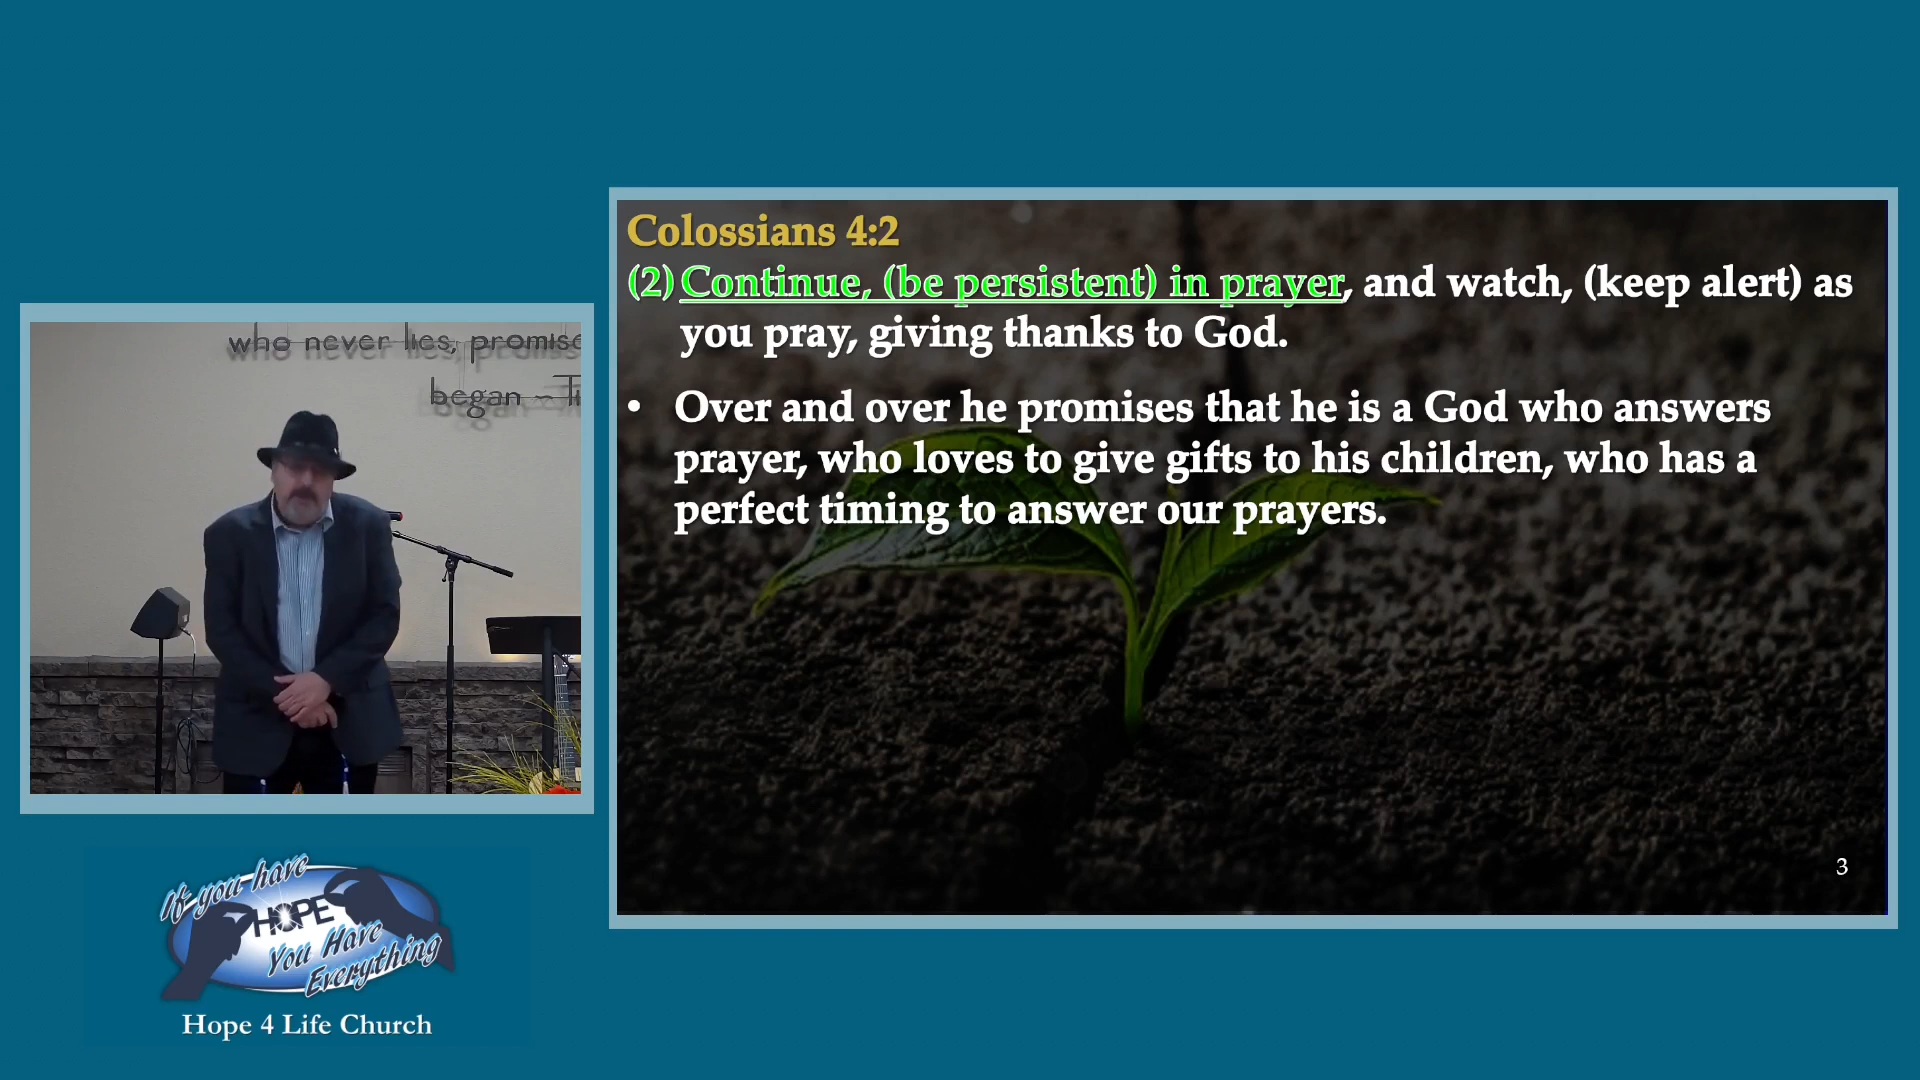 Colossians 4:2
(2) Continue, (be persistent) in prayer, and watch, (keep alert) as
you pray, giving thanks to God.
• Over and over he promises that he is a God who answers
prayer, who loves to give gifts to his children, who has a
perfect timing to answer our prayers.
3
who never lies, promise
began ~
If you have
HOPE
You Have
Everything
Hope 4 Life Church